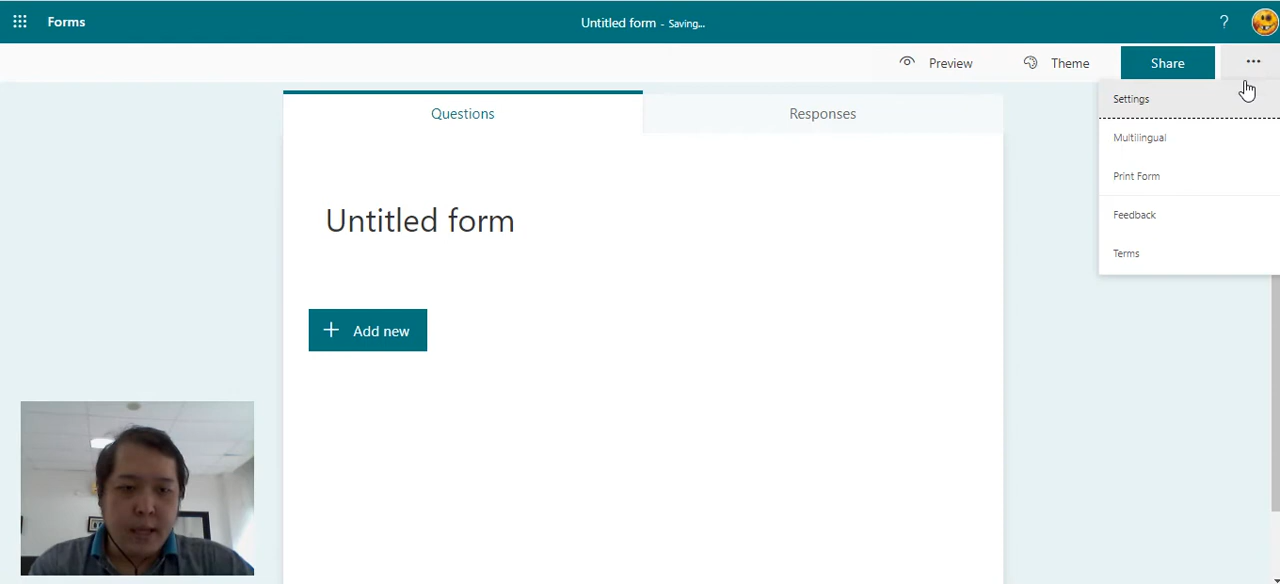 Forms
Untitled form - Saving...
?
Preview
Theme
Share
...
Settings
Multilingual
Print Form
Feedback
Terms
Questions
Responses
Untitled form
+ Add new